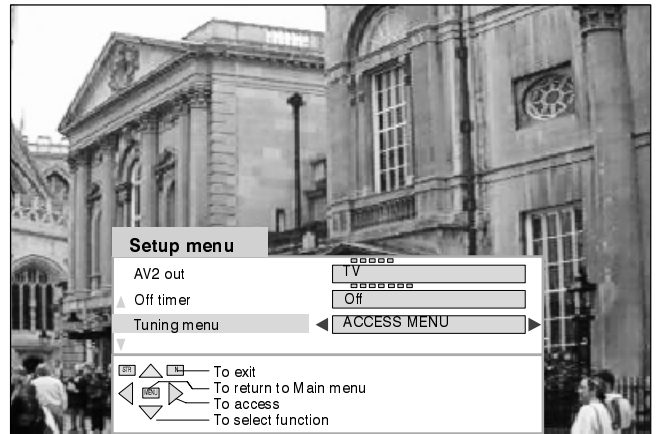 Setup menu
AV2 out TV
Off timer Off
Tuning menu ACCESS MENU
STR N To exit
MENU To return to Main menu
To access
To select function